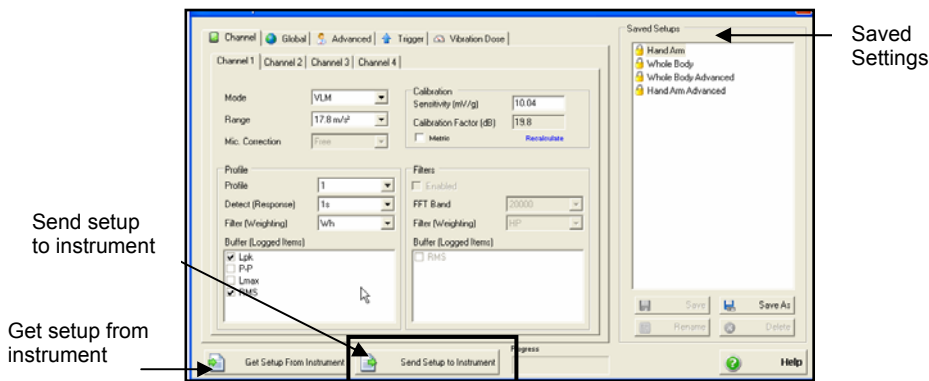 Channel Global Advanced Trigger Vibration Dose
Channel 1 Channel 2 Channel 3 Channel 4
Mode VLM
Range 17.8 m/s²
Mic. Correction Free
Calibration
Sensitivity (mV/g) 10.04
Calibration Factor (dB) 19.8
Metric Recalculate
Profile
Profile 1
Detect (Response) 1s
Filter (Weighting) Wh
Buffer (Logged Items)
Lpk
P-P
Lmax
RMS
Filters
Enabled
FFT Band 20000
Filter (Weighting) HP
Buffer (Logged Items)
RMS
Get Setup From Instrument
Send Setup to Instrument
Progress
Saved Setups
Hand Arm
Whole Body
Whole Body Advanced
Hand Arm Advanced
Save Save As
Rename Delete
Help
Saved
Settings
Send setup
to instrument
Get setup from
instrument